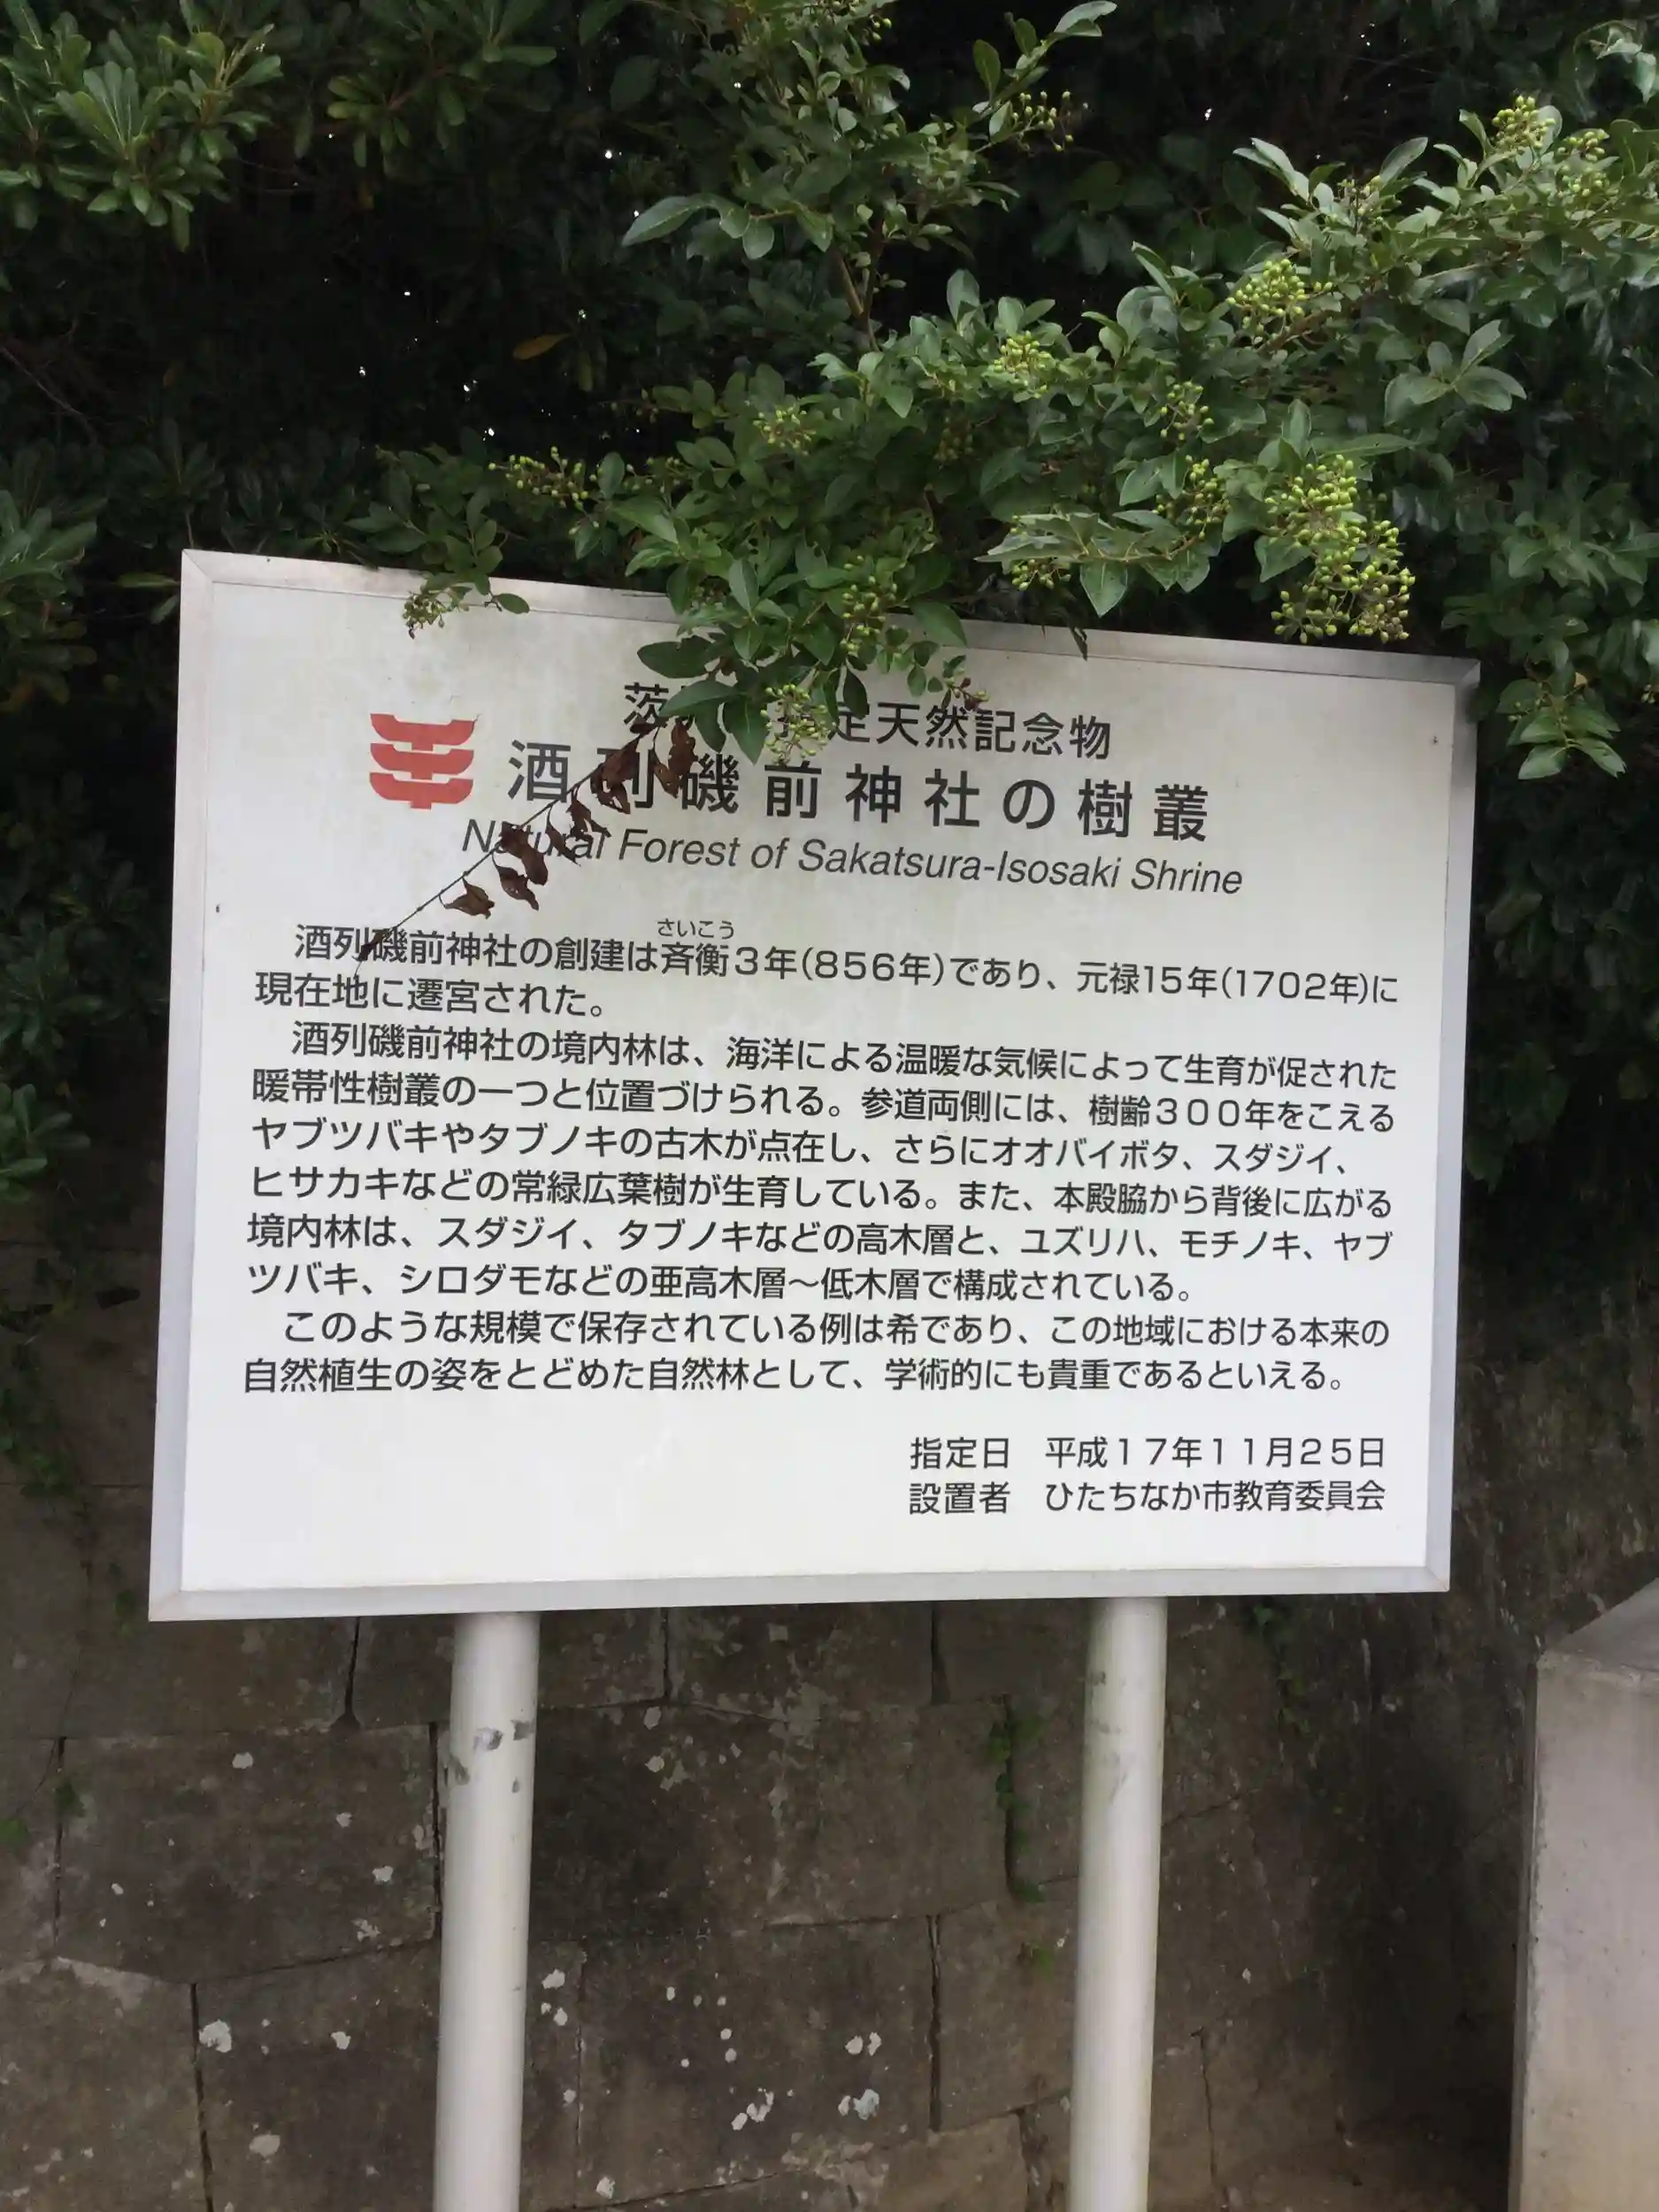 茨 定天然記念物
酒列磯前神社の樹叢
Natural Forest of Sakatsura-Isosaki Shrine
さいこう
酒列磯前神社の創建は斉衡3年(856年)であり、元禄15年(1702年)に
現在地に遷宮された。
酒列磯前神社の境内林は、海洋による温暖な気候によって生育が促された
暖帯性樹叢の一つと位置づけられる。参道両側には、樹齢300年をこえる
ヤブツバキやタブノキの古木が点在し、さらにオオバイボタ、スダジイ、
ヒサカキなどの常緑広葉樹が生育している。また、本殿脇から背後に広がる
境内林は、スダジイ、タブノキなどの高木層と、ユズリハ、モチノキ、ヤブ
ツバキ、シロダモなどの亜高木層〜低木層で構成されている。
このような規模で保存されている例は希であり、この地域における本来の
自然植生の姿をとどめた自然林として、学術的にも貴重であるといえる。
指定日 平成17年11月25日
設置者 ひたちなか市教育委員会